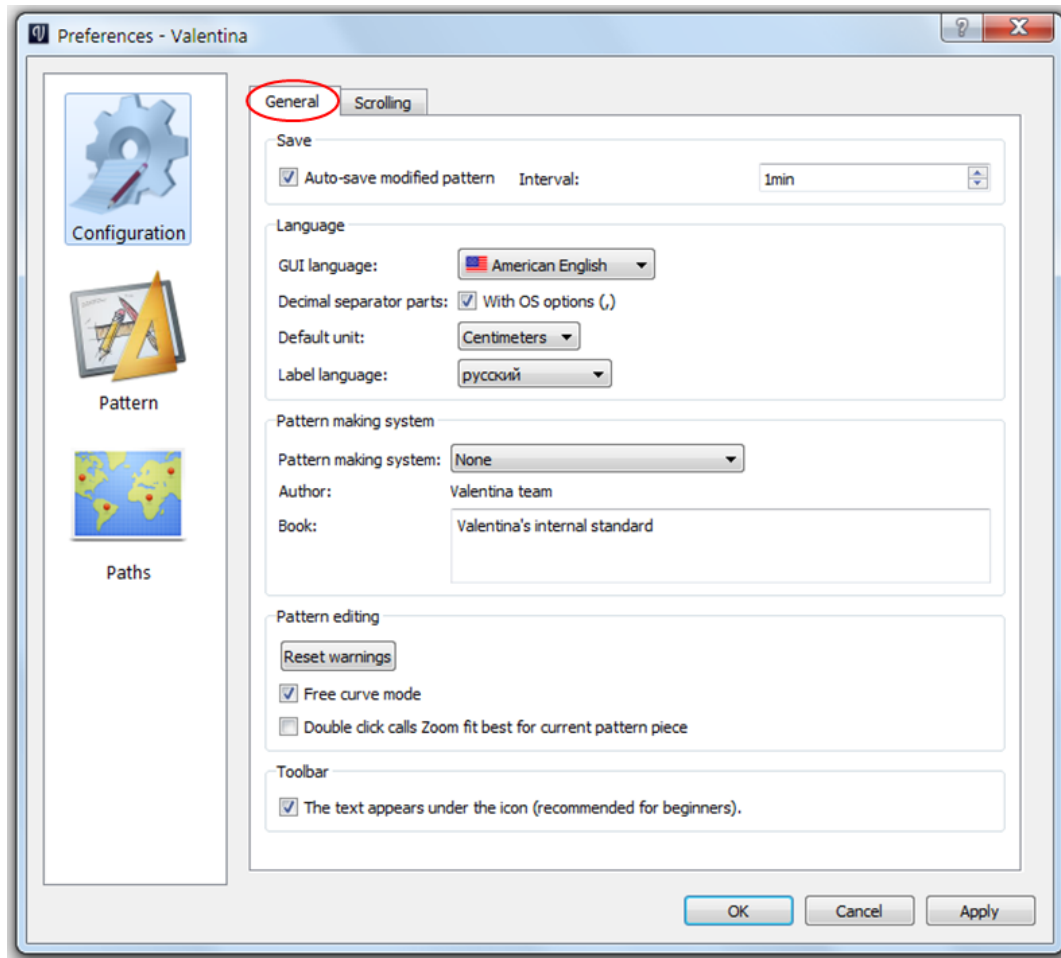 Preferences - Valentina
Configuration
Pattern
Paths
General Scrolling
Save
Auto-save modified pattern Interval: 1min
Language
GUI language: American English
Decimal separator parts: With OS options (,)
Default unit: Centimeters
Label language: русский
Pattern making system
Pattern making system: None
Author: Valentina team
Book: Valentina's internal standard
Pattern editing
Reset warnings
Free curve mode
Double click calls Zoom fit best for current pattern piece
Toolbar
The text appears under the icon (recommended for beginners).
OK Cancel Apply